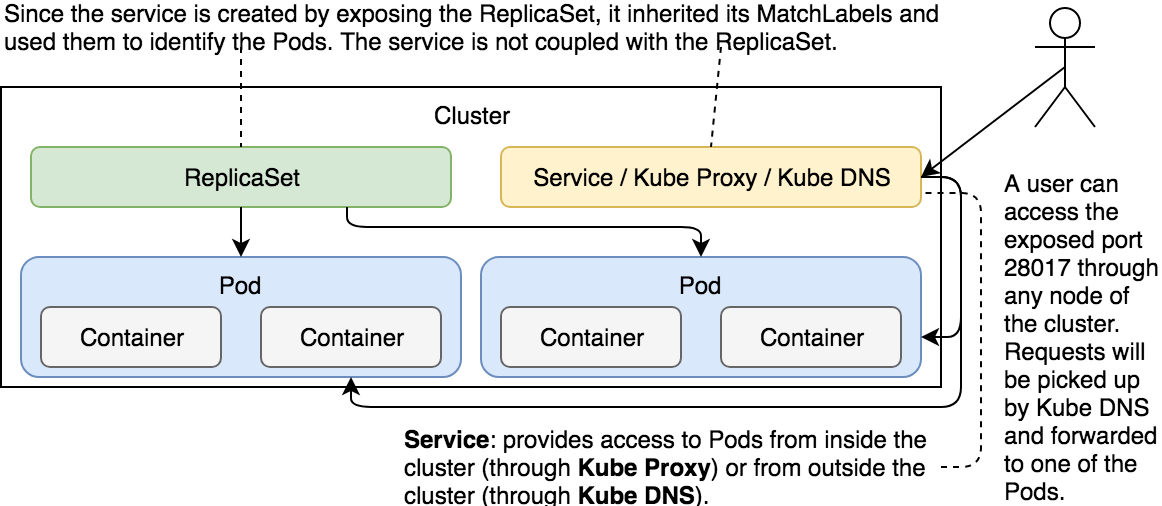 Since the service is created by exposing the ReplicaSet, it inherited its MatchLabels and
used them to identify the Pods. The service is not coupled with the ReplicaSet.
Cluster
ReplicaSet
Service / Kube Proxy / Kube DNS
Pod
Container
Container
Pod
Container
Container
A user can
access the
exposed port
28017 through
any node of
the cluster.
Requests will
be picked up
by Kube DNS
and forwarded
to one of the
Pods.
Service: provides access to Pods from inside the
cluster (through Kube Proxy) or from outside the
cluster (through Kube DNS).